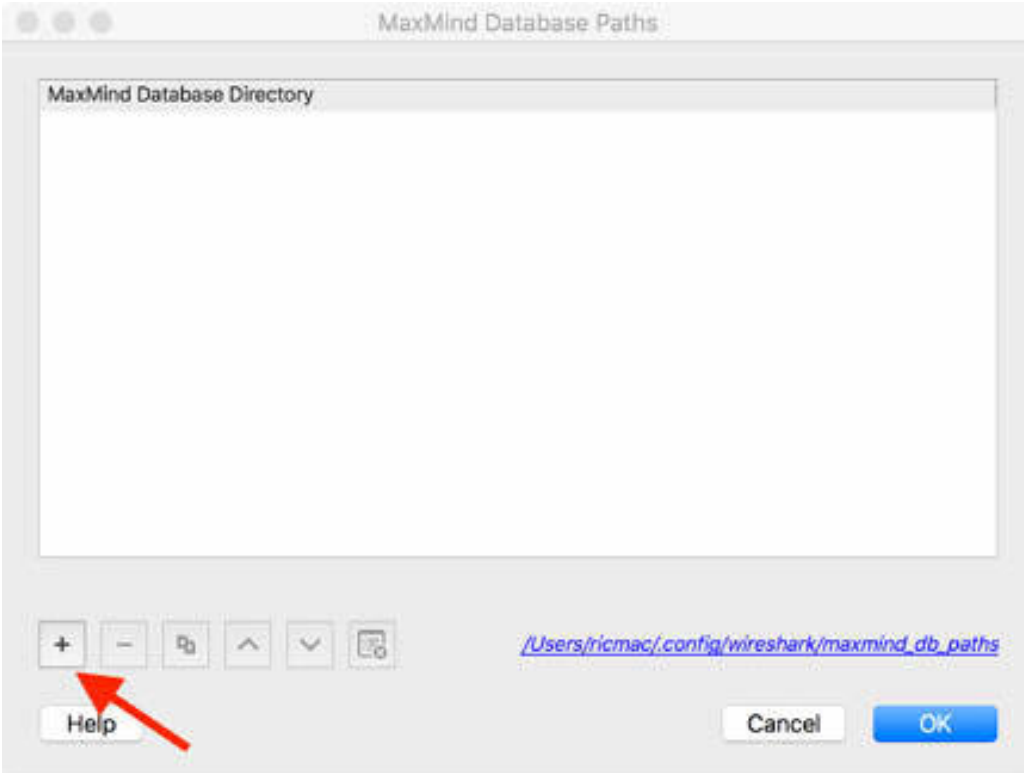 MaxMind Database Paths
MaxMind Database Directory
+ −
/Users/ricmac/.config/wireshark/maxmind_db_paths
Help
Cancel
OK